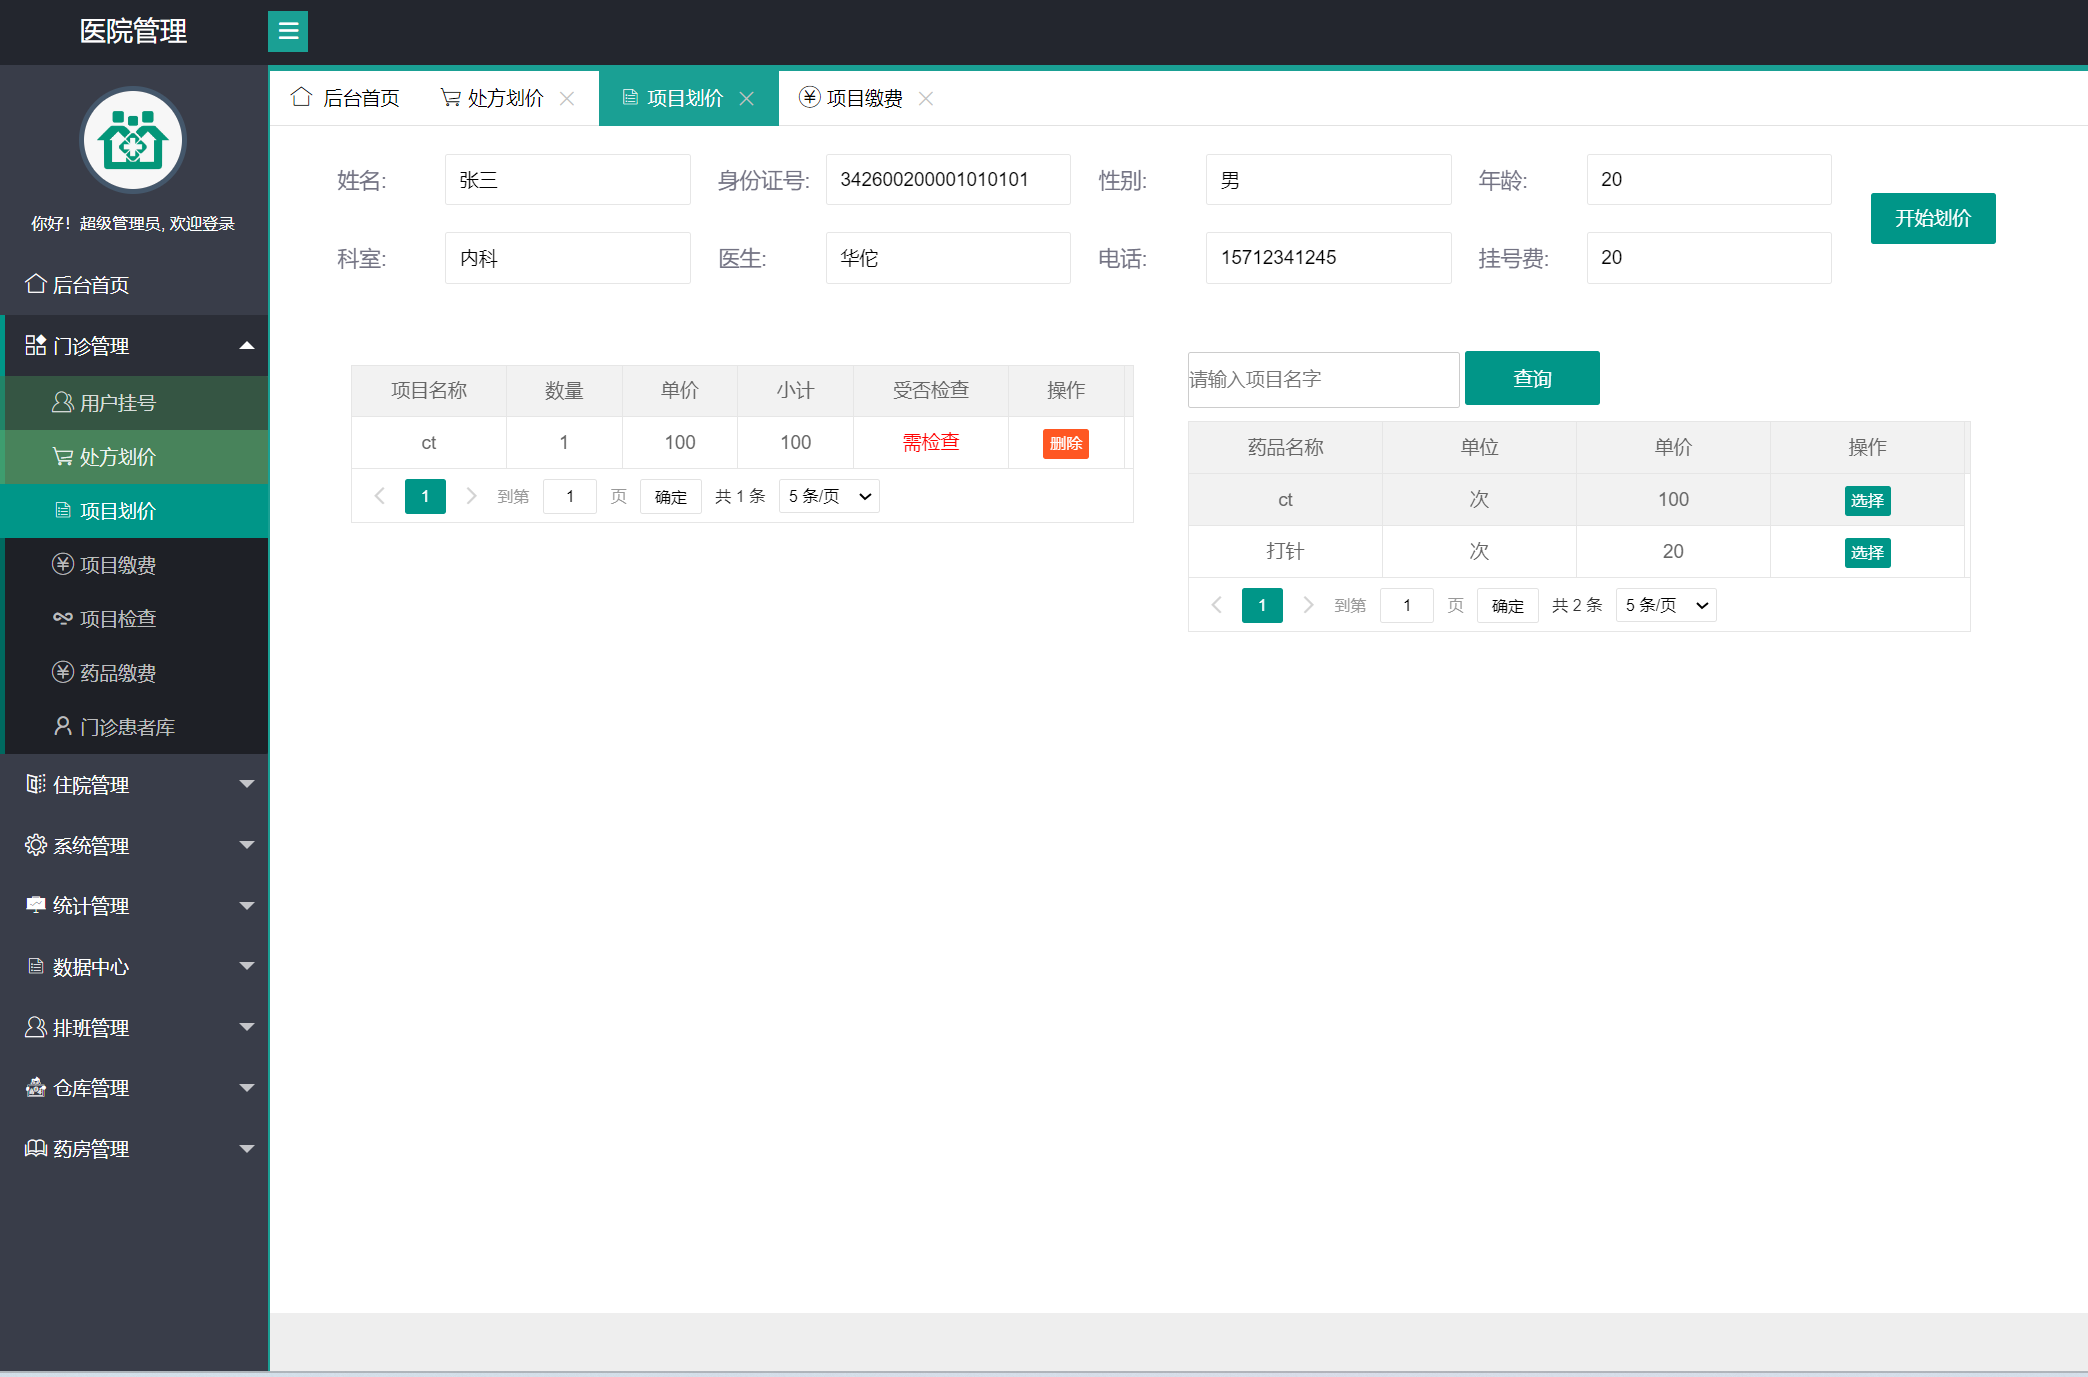 医院管理
你好！超级管理员, 欢迎登录
后台首页
门诊管理
用户挂号
处方划价
项目划价
项目缴费
项目检查
药品缴费
门诊患者库
住院管理
系统管理
统计管理
数据中心
排班管理
仓库管理
药房管理
后台首页 处方划价 项目划价 项目缴费
姓名: 张三 身份证号: 342600200001010101 性别: 男 年龄: 20
开始划价
科室: 内科 医生: 华佗 电话: 15712341245 挂号费: 20
项目名称 数量 单价 小计 受否检查 操作
ct 1 100 100 需检查 删除
1 到第 1 页 确定 共 1 条 5 条/页
请输入项目名字 查询
药品名称 单位 单价 操作
ct 次 100 选择
打针 次 20 选择
1 到第 1 页 确定 共 2 条 5 条/页